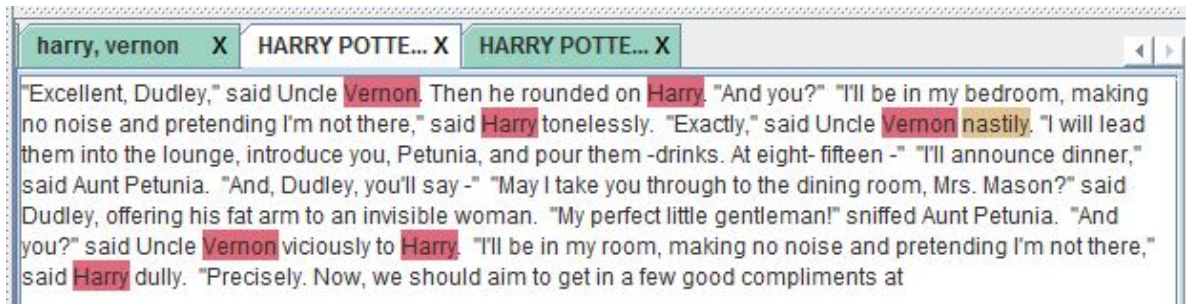 harry, vernon X HARRY POTTE... X HARRY POTTE... X
"Excellent, Dudley," said Uncle Vernon. Then he rounded on Harry. "And you?" "I'll be in my bedroom, making
no noise and pretending I'm not there," said Harry tonelessly. "Exactly," said Uncle Vernon nastily. "I will lead
them into the lounge, introduce you, Petunia, and pour them -drinks. At eight- fifteen -" "I'll announce dinner,"
said Aunt Petunia. "And, Dudley, you'll say -" "May I take you through to the dining room, Mrs. Mason?" said
Dudley, offering his fat arm to an invisible woman. "My perfect little gentleman!" sniffed Aunt Petunia. "And
you?" said Uncle Vernon viciously to Harry. "I'll be in my room, making no noise and pretending I'm not there,"
said Harry dully. "Precisely. Now, we should aim to get in a few good compliments at